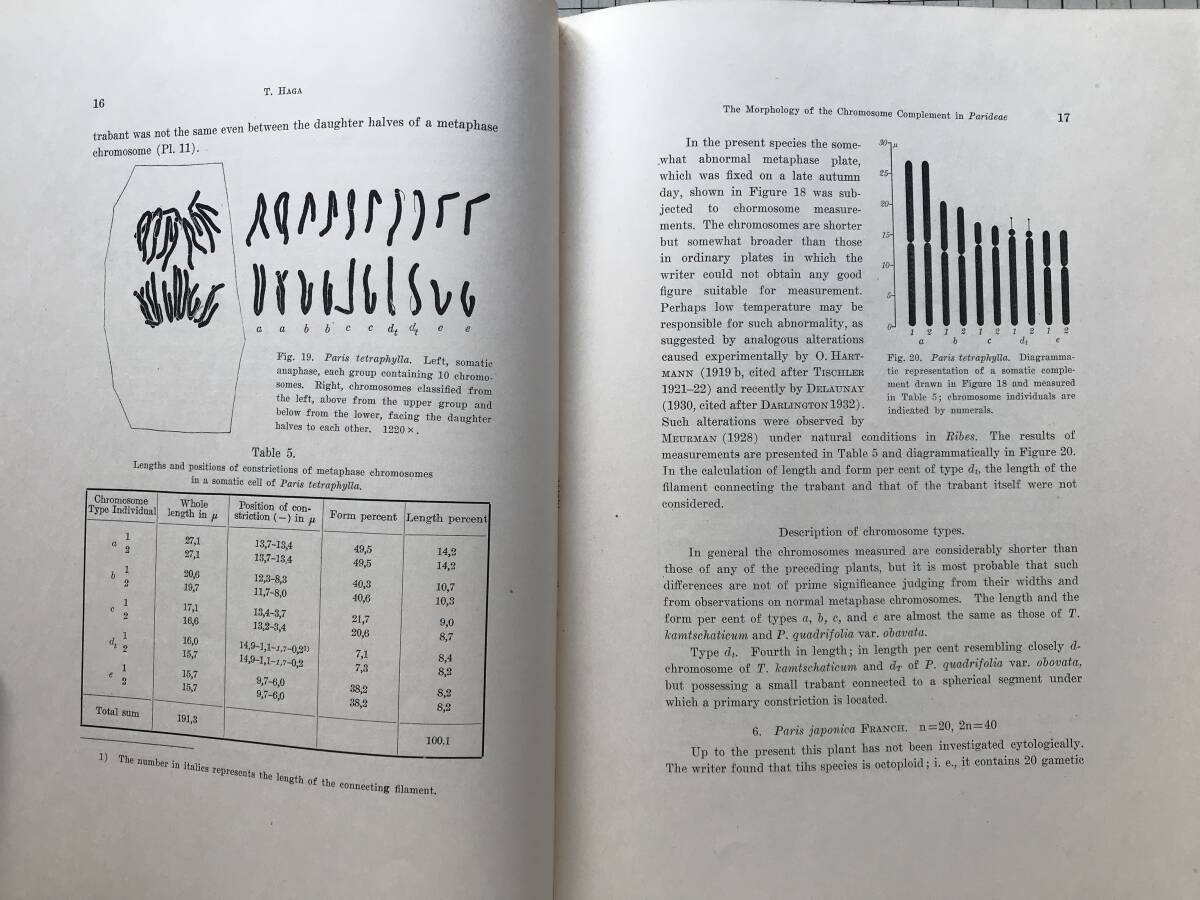 16
T. HAGA
trabant was not the same even between the daughter halves of a metaphase
chromosome (Pl. 11).
a a b b c c dt dt e e
Fig. 19. Paris tetraphylla. Left, somatic
anaphase, each group containing 10 chromo-
somes. Right, chromosomes classified from
the left, above from the upper group and
below from the lower, facing the daughter
halves to each other. 1220×.
Table 5.
Lengths and positions of constrictions of metaphase chromosomes
in a somatic cell of Paris tetraphylla.
Chromosome Type Individual | Whole length in μ | Position of con-striction (–) in μ | Form percent | Length percent
a 1 27,1 13,7–13,4 49,5 14,2
2 27,1 13,7–13,4 49,5 14,2
b 1 20,6 12,3–8,3 40,3 10,7
2 19,7 11,7–8,0 40,6 10,3
c 1 17,1 13,4–3,7 21,7 9,0
2 16,6 13,2–3,4 20,6 8,7
dt 1 16,0 14,9–1,1–1,7–0,2¹⁾ 7,1 8,4
2 15,7 14,9–1,1–1,7–0,2 7,3 8,2
e 1 15,7 9,7–6,0 38,2 8,2
2 15,7 9,7–6,0 38,2 8,2
Total sum 191,3 100.1
1) The number in italics represents the length of the connecting filament.
The Morphology of the Chromosome Complement in Parideae
17
In the present species the some-
what abnormal metaphase plate,
which was fixed on a late autumn
day, shown in Figure 18 was sub-
jected to chormosome measure-
ments. The chromosomes are shorter
but somewhat broader than those
in ordinary plates in which the
writer could not obtain any good
figure suitable for measurement.
Perhaps low temperature may be
responsible for such abnormality, as
suggested by analogous alterations
caused experimentally by O. HART-
MANN (1919 b, cited after TISCHLER
1921–22) and recently by DELAUNAY
(1930, cited after DARLINGTON 1932).
Such alterations were observed by
30 μ
25
20
15
10
5
0
1 2 1 2 1 2 1 2 1 2
a b c dt e
Fig. 20. Paris tetraphylla. Diagramma-
tic representation of a somatic comple-
ment drawn in Figure 18 and measured
in Table 5; chromosome individuals are
indicated by numerals.
MEURMAN (1928) under natural conditions in Ribes. The results of
measurements are presented in Table 5 and diagrammatically in Figure 20.
In the calculation of length and form per cent of type dt, the length of the
filament connecting the trabant and that of the trabant itself were not
considered.
Description of chromosome types.
In general the chromosomes measured are considerably shorter than
those of any of the preceding plants, but it is most probable that such
differences are not of prime significance judging from their widths and
from observations on normal metaphase chromosomes. The length and the
form per cent of types a, b, c, and e are almost the same as those of T.
kamtschaticum and P. quadrifolia var. obavata.
Type dt. Fourth in length; in length per cent resembling closely d-
chromosome of T. kamtschaticum and dT of P. quadrifolia var. obovata,
but possessing a small trabant connected to a spherical segment under
which a primary constriction is located.
6. Paris japonica FRANCH. n=20, 2n=40
Up to the present this plant has not been investigated cytologically.
The writer found that tihs species is octoploid; i. e., it contains 20 gametic